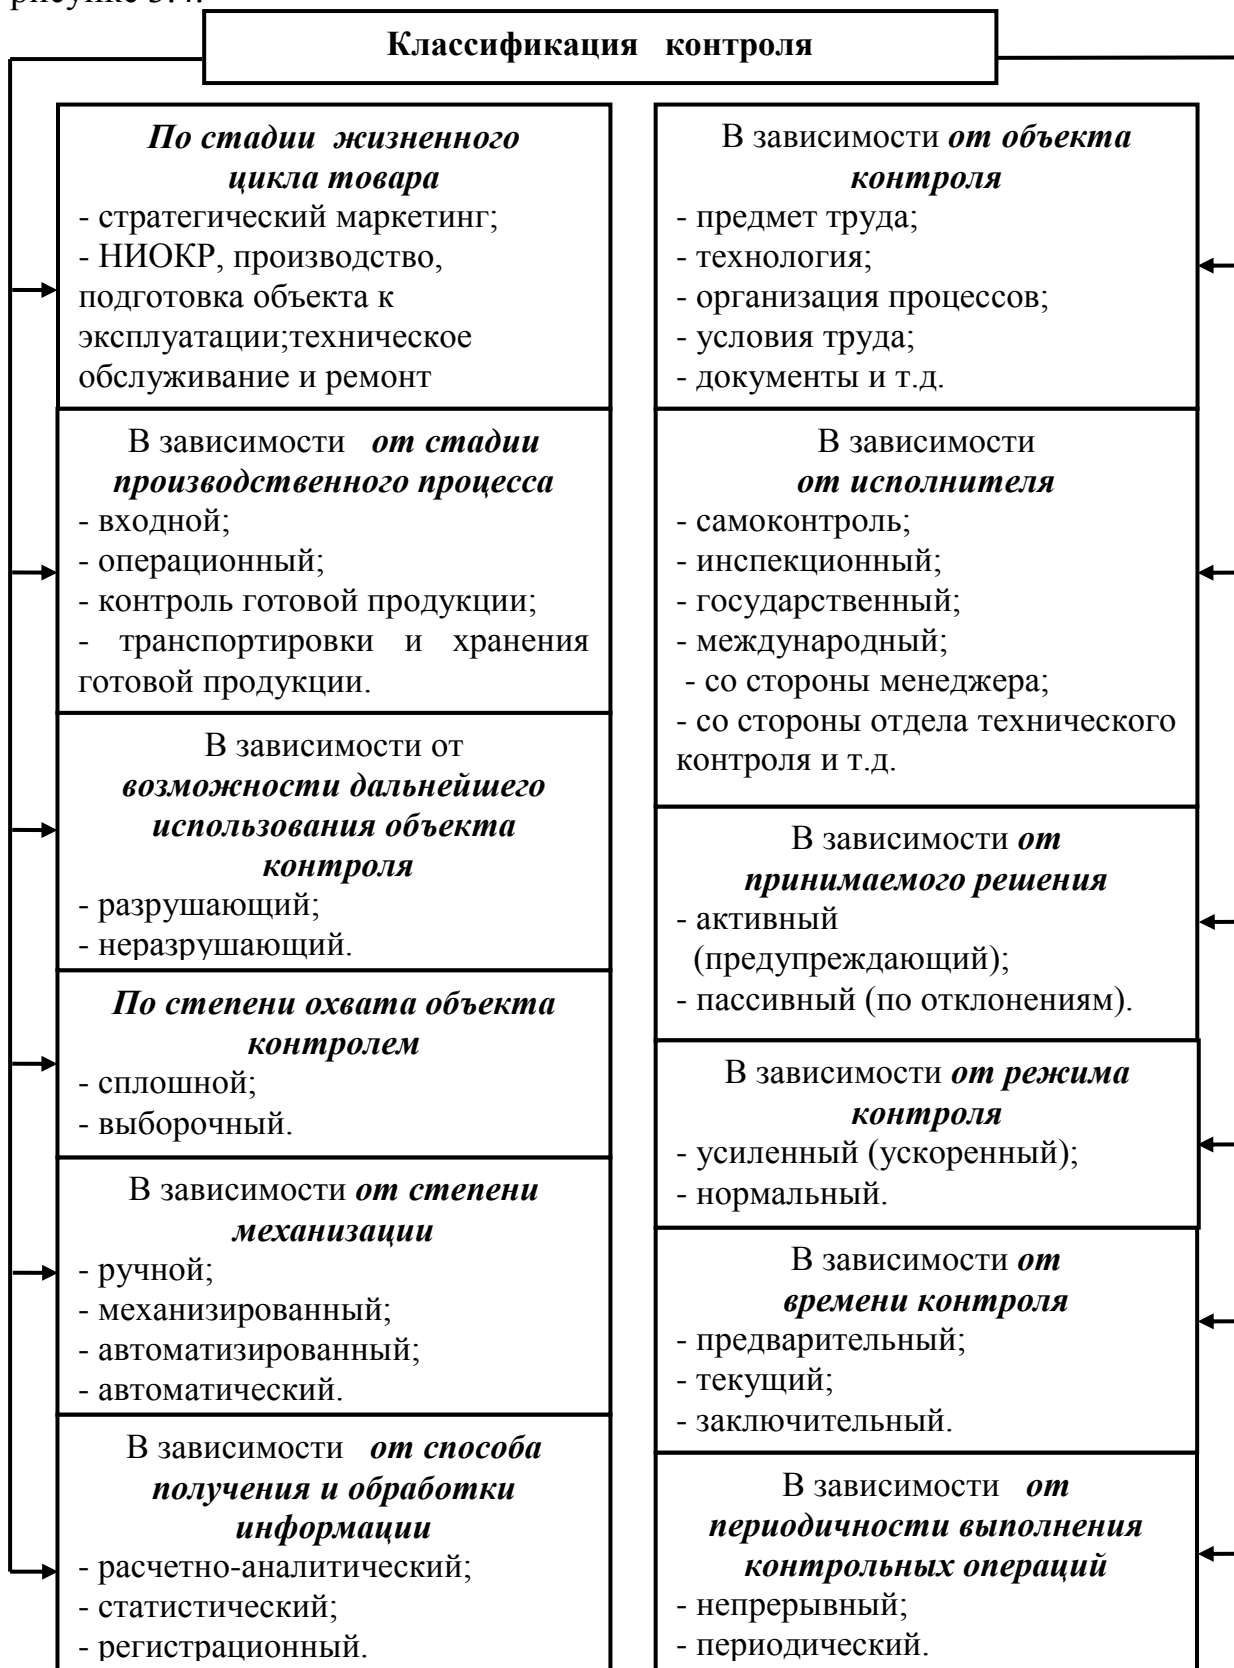 рисунке 3.4.
Классификация контроля
По стадии жизненного
цикла товара
- стратегический маркетинг;
- НИОКР, производство,
подготовка объекта к
эксплуатации;техническое
обслуживание и ремонт
В зависимости от стадии
производственного процесса
- входной;
- операционный;
- контроль готовой продукции;
- транспортировки и хранения
готовой продукции.
В зависимости от
возможности дальнейшего
использования объекта
контроля
- разрушающий;
- неразрушающий.
По степени охвата объекта
контролем
- сплошной;
- выборочный.
В зависимости от степени
механизации
- ручной;
- механизированный;
- автоматизированный;
- автоматический.
В зависимости от способа
получения и обработки
информации
- расчетно-аналитический;
- статистический;
- регистрационный.
В зависимости от объекта
контроля
- предмет труда;
- технология;
- организация процессов;
- условия труда;
- документы и т.д.
В зависимости
от исполнителя
- самоконтроль;
- инспекционный;
- государственный;
- международный;
- со стороны менеджера;
- со стороны отдела технического
контроля и т.д.
В зависимости от
принимаемого решения
- активный
(предупреждающий);
- пассивный (по отклонениям).
В зависимости от режима
контроля
- усиленный (ускоренный);
- нормальный.
В зависимости от
времени контроля
- предварительный;
- текущий;
- заключительный.
В зависимости от
периодичности выполнения
контрольных операций
- непрерывный;
- периодический.